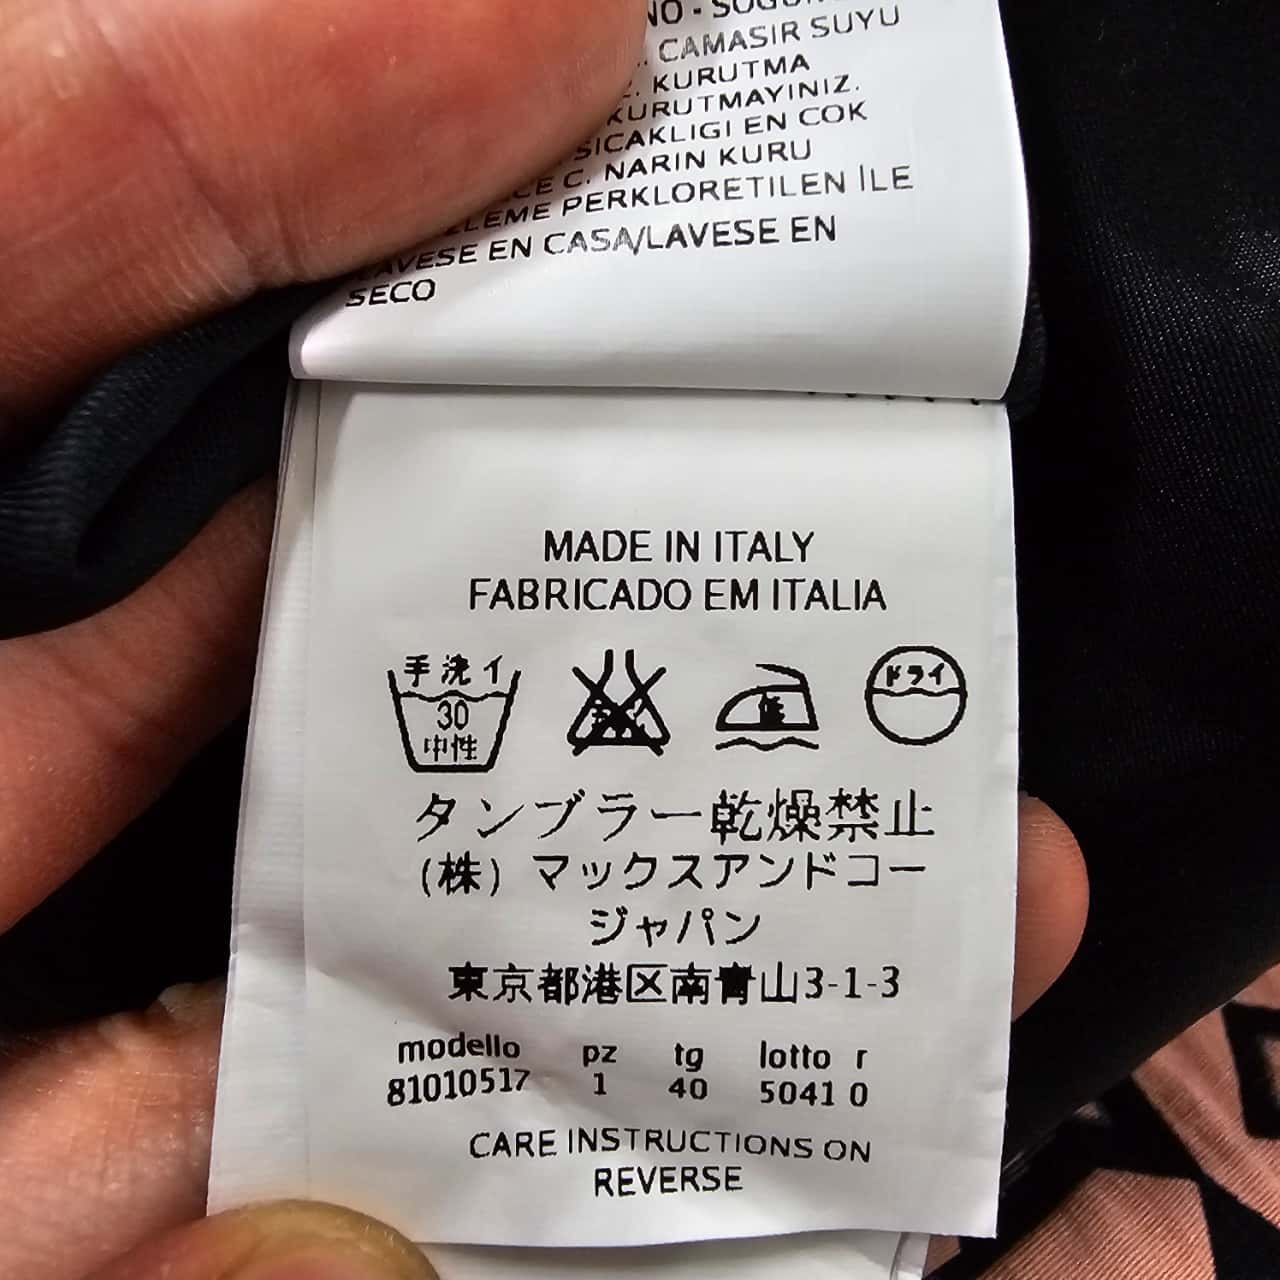 CAMASIR SUYU
KURUTMA
KURUTMAYINIZ.
SICAKLIGI EN COK
C. NARIN KURU
PERKLORETILEN İLE
LAVESE EN CASA/LAVESE EN
SECO
MADE IN ITALY
FABRICADO EM ITALIA
手洗イ
30
中性
低
ドライ
タンブラー乾燥禁止
(株) マックスアンドコー
ジャパン
東京都港区南青山3-1-3
modello pz tg lotto r
81010517 1 40 5041 0
CARE INSTRUCTIONS ON
REVERSE